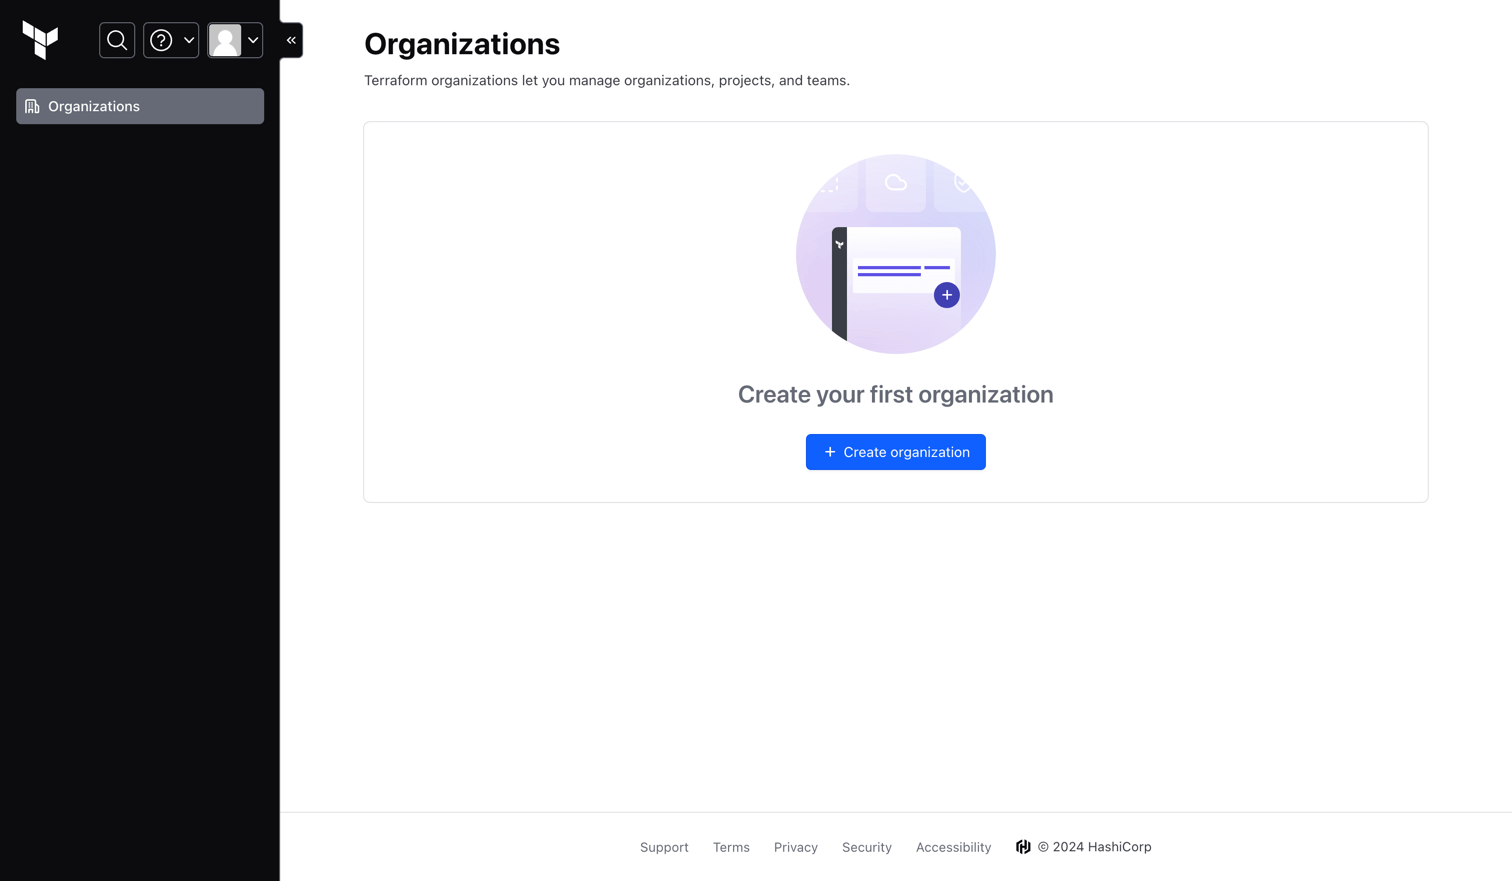 Organizations
Organizations
Terraform organizations let you manage organizations, projects, and teams.
Create your first organization
+ Create organization
Support
Terms
Privacy
Security
Accessibility
© 2024 HashiCorp